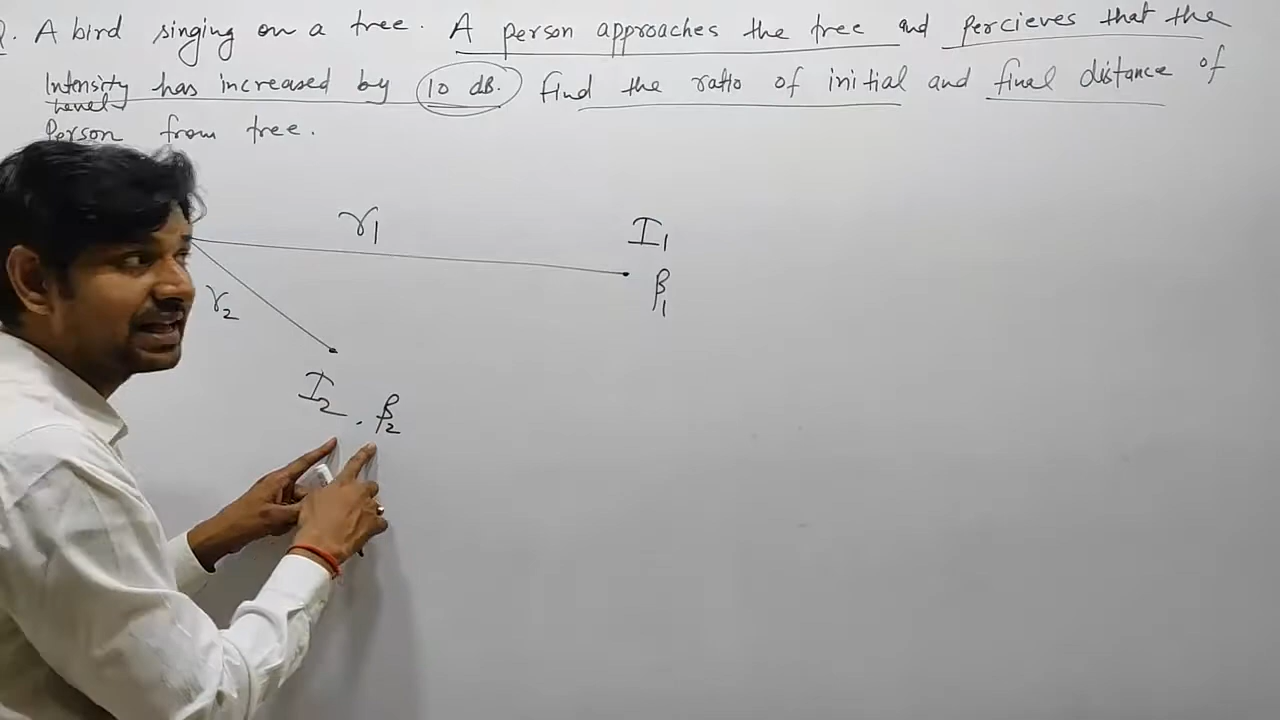 Q. A bird singing on a tree. A person approaches the tree and percieves that the
Intensity has increased by 10 dB. find the ratio of initial and final distance of
Level
Person from tree.
r1
I1
β1
r2
I2, β2